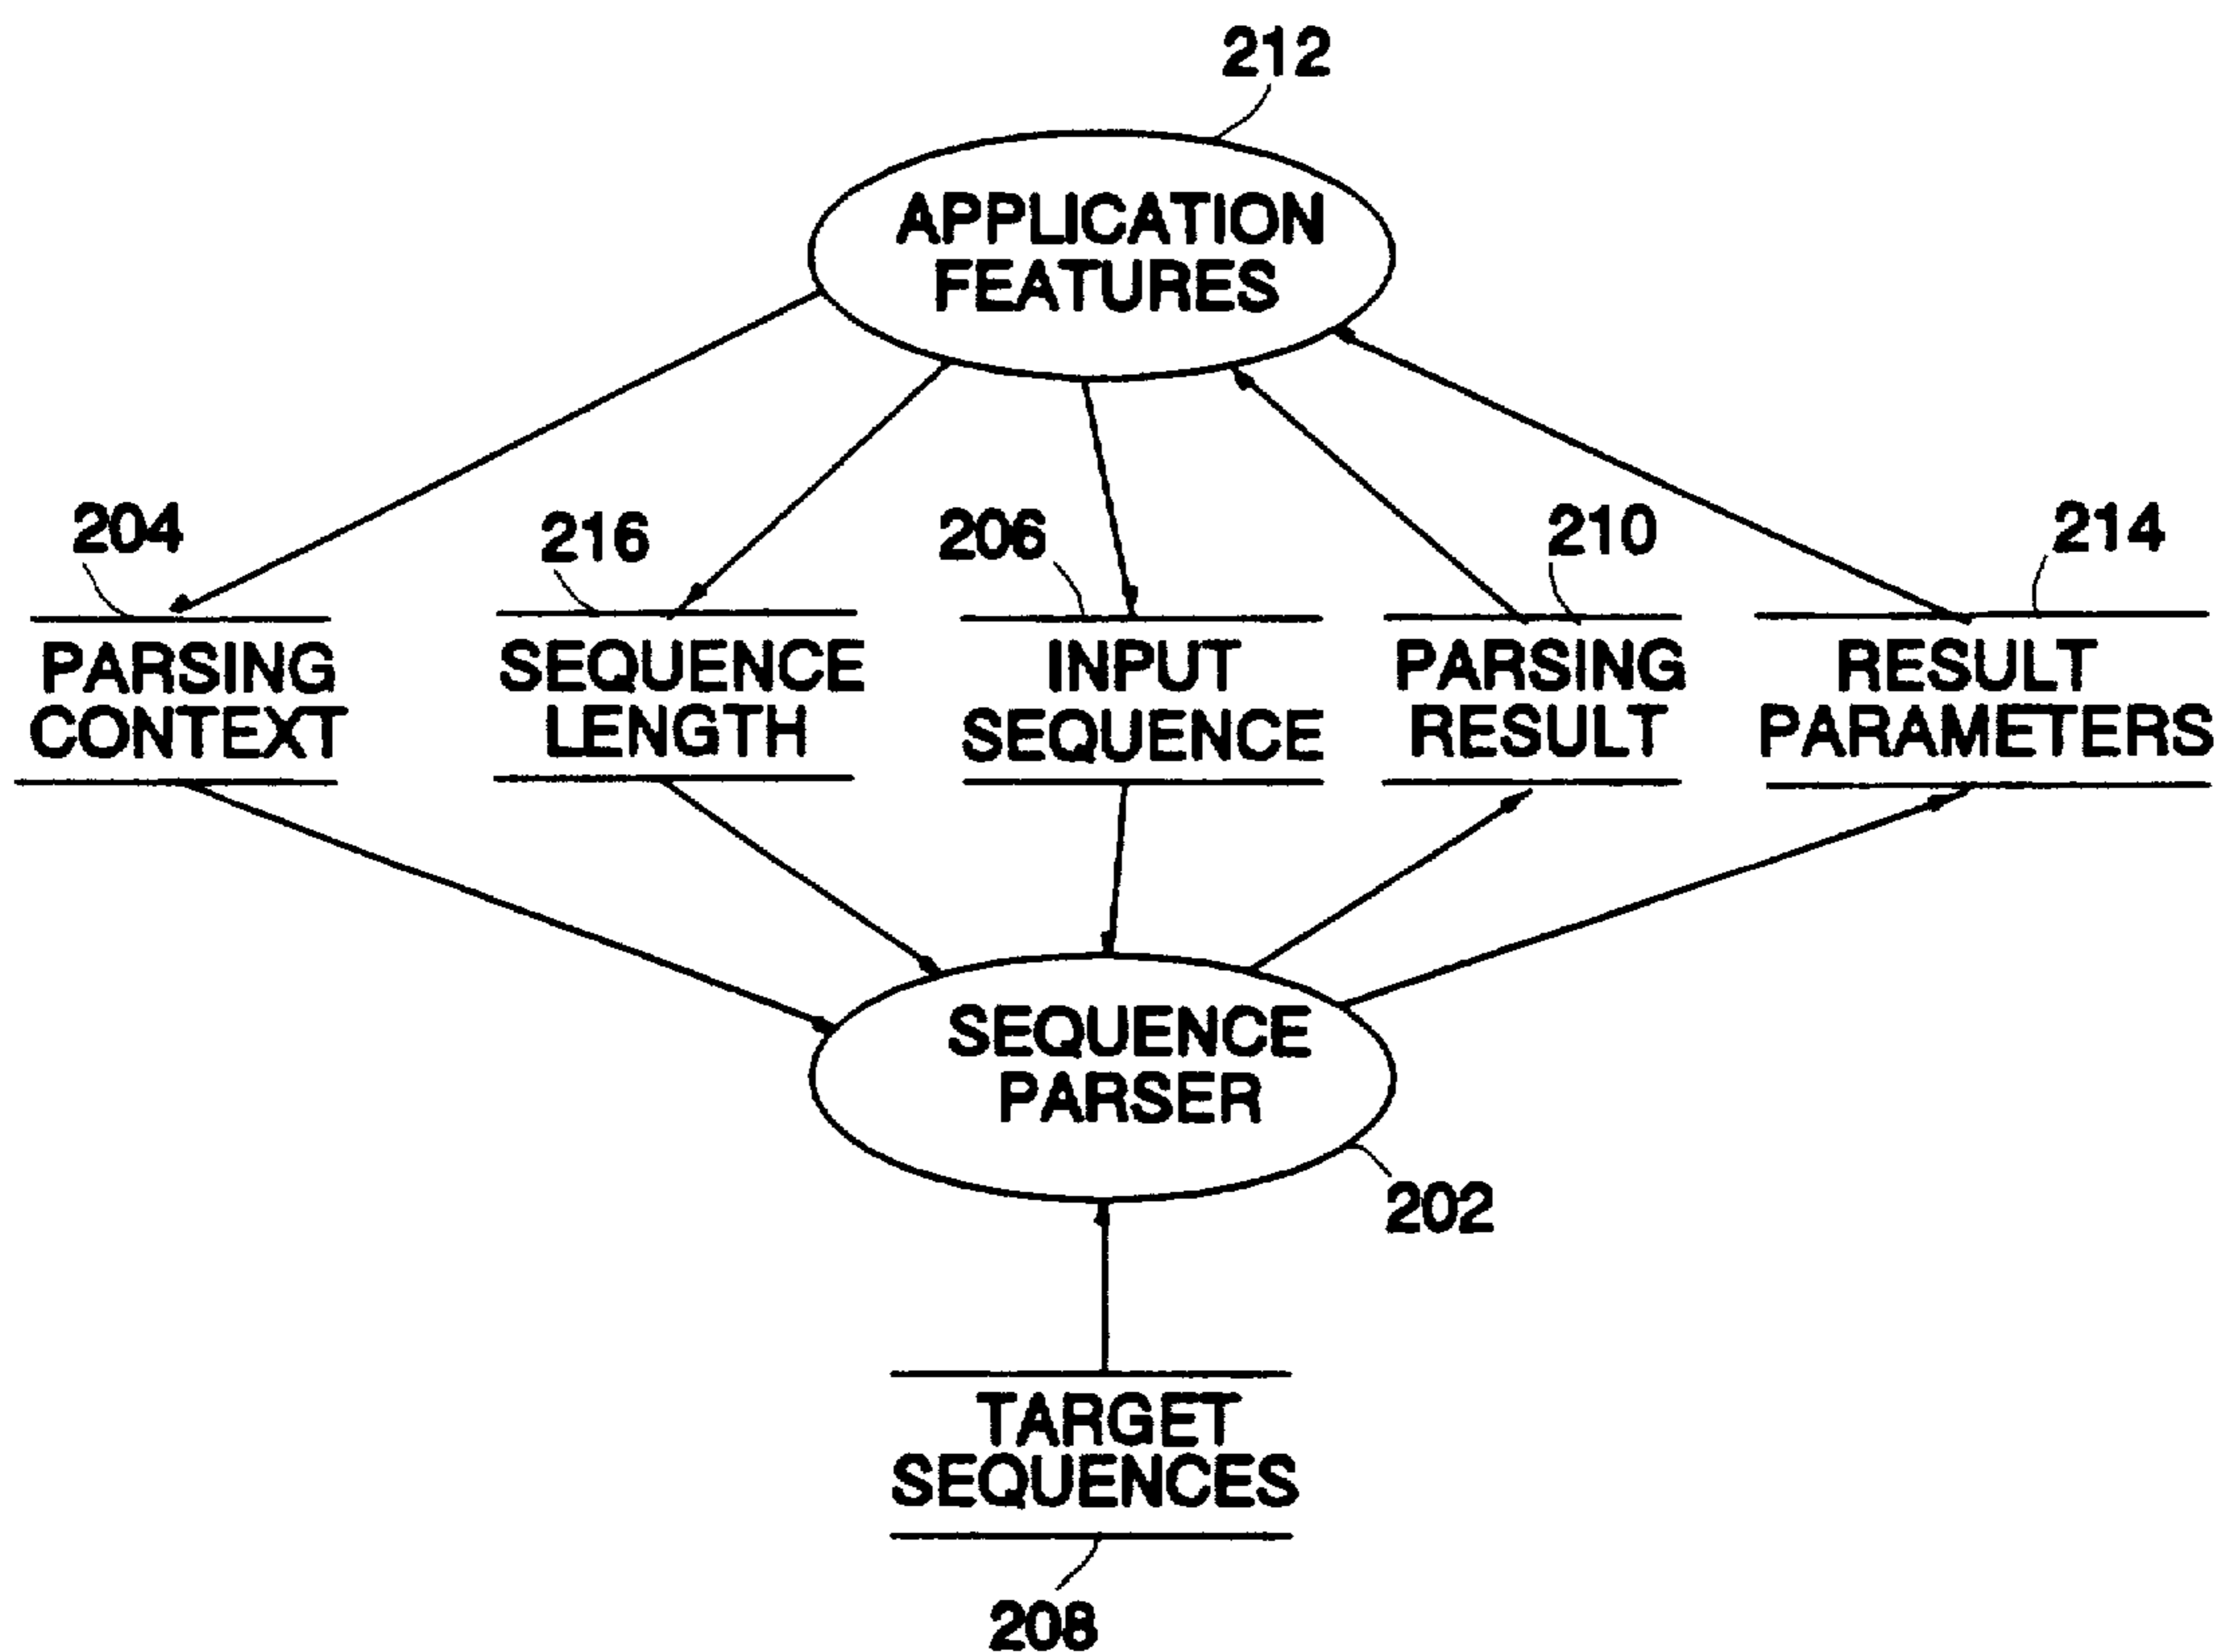 212
APPLICATION
FEATURES
204
216
206
210
214
PARSING
CONTEXT
SEQUENCE
LENGTH
INPUT
SEQUENCE
PARSING
RESULT
RESULT
PARAMETERS
SEQUENCE
PARSER
202
TARGET
SEQUENCES
208